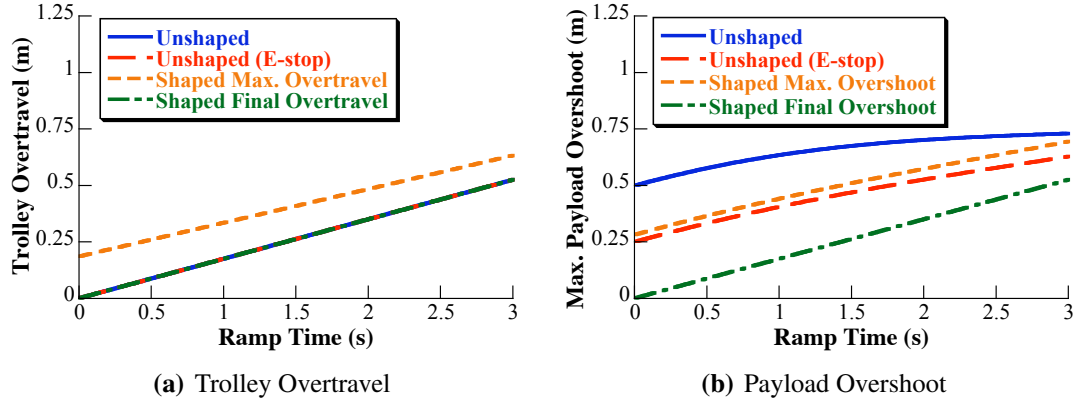 Trolley Overtravel (m)
1.25
1
0.75
0.5
0.25
0
Unshaped
Unshaped (E-stop)
Shaped Max. Overtravel
Shaped Final Overtravel
0 0.5 1 1.5 2 2.5 3
Ramp Time (s)
(a) Trolley Overtravel
Max. Payload Overshoot (m)
1.25
1
0.75
0.5
0.25
0
Unshaped
Unshaped (E-stop)
Shaped Max. Overshoot
Shaped Final Overshoot
0 0.5 1 1.5 2 2.5 3
Ramp Time (s)
(b) Payload Overshoot